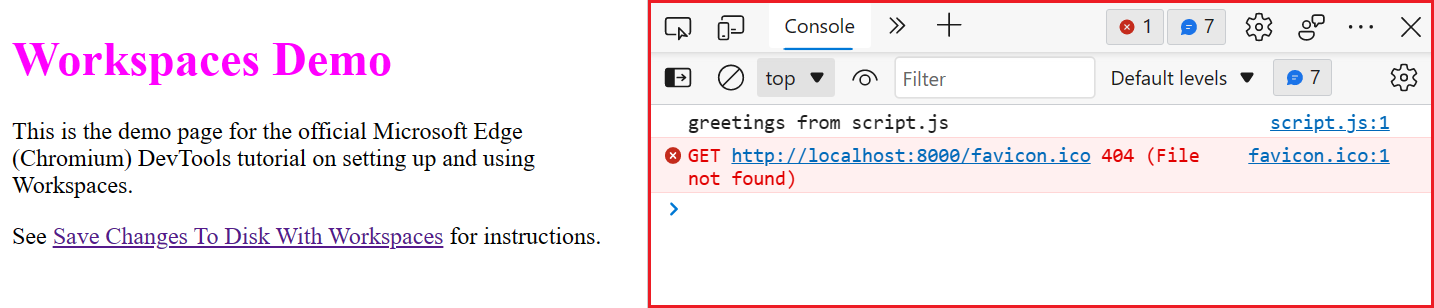 Workspaces Demo
This is the demo page for the official Microsoft Edge
(Chromium) DevTools tutorial on setting up and using
Workspaces.
See Save Changes To Disk With Workspaces for instructions.
Console 1 7
top Filter Default levels 7
greetings from script.js script.js:1
GET http://localhost:8000/favicon.ico 404 (File favicon.ico:1
not found)